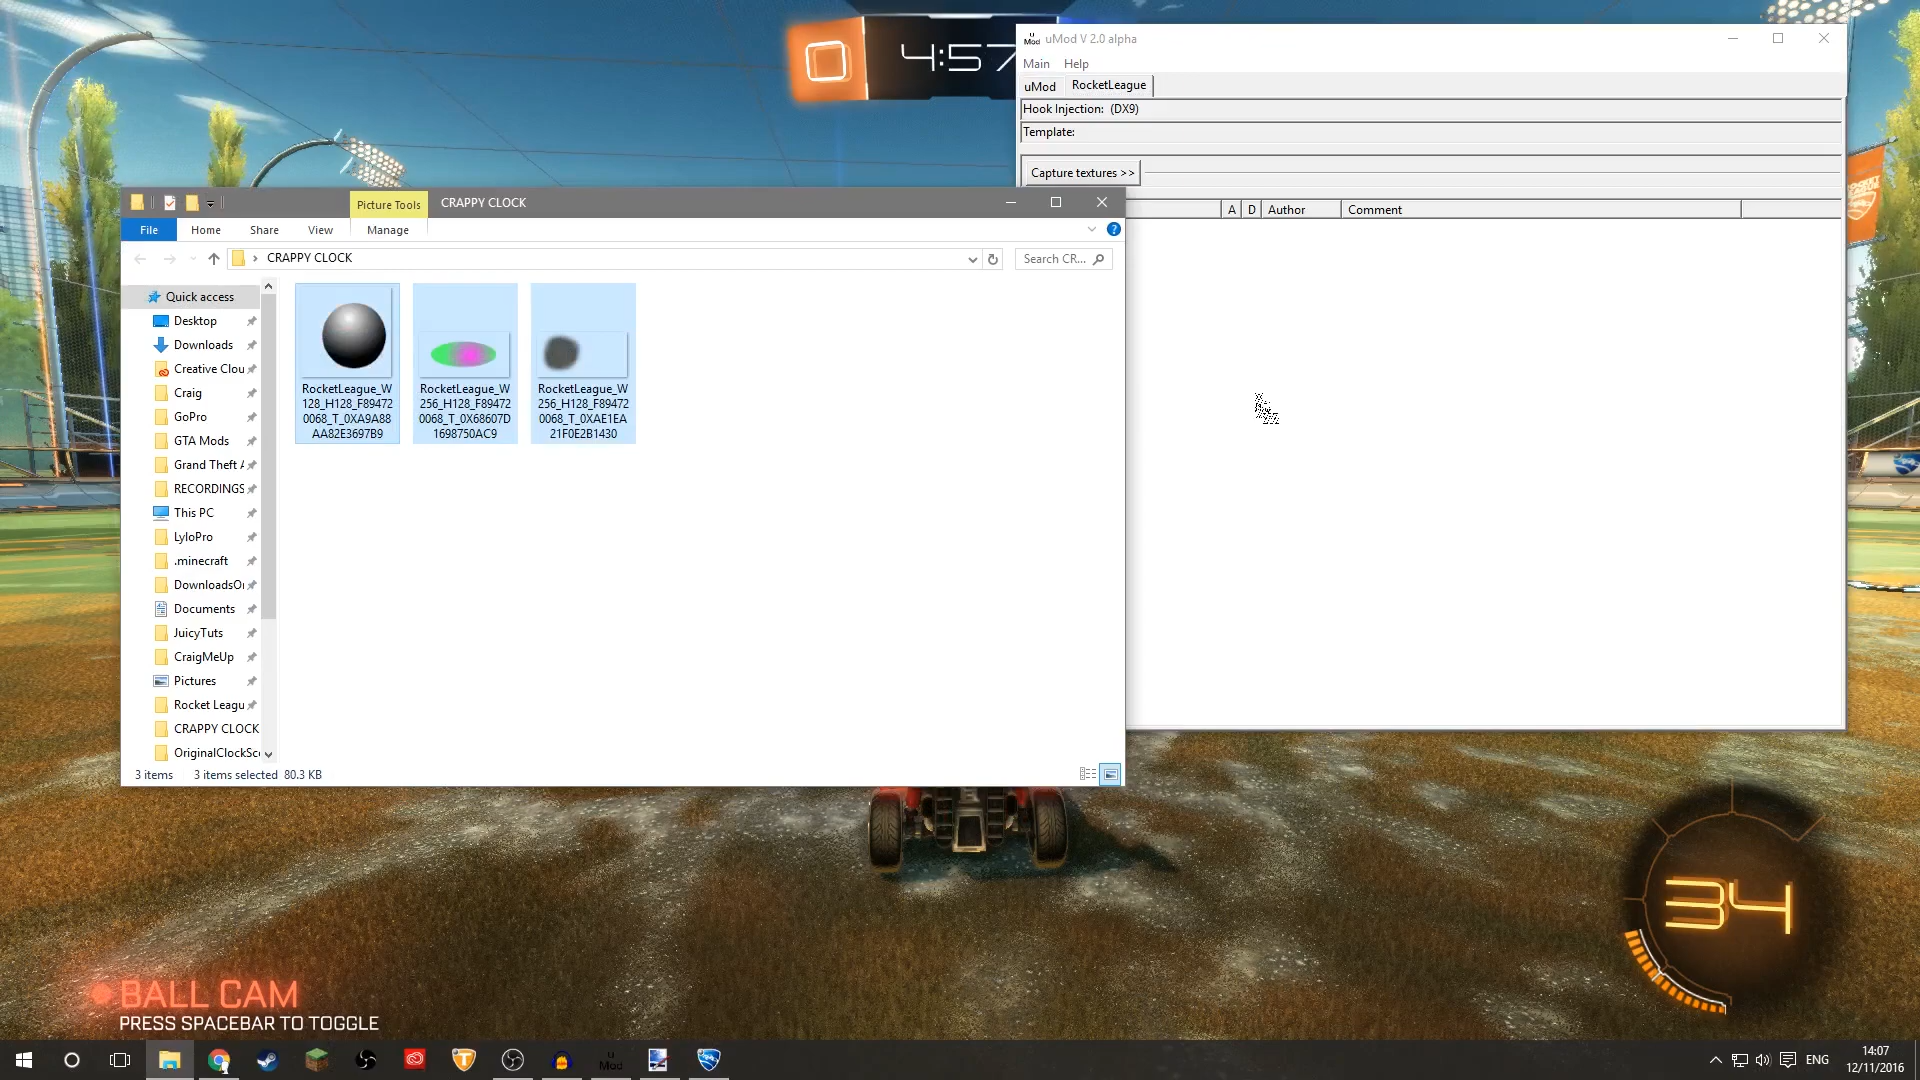 4:57
u
Mod
uMod V 2.0 alpha
Main Help
uMod RocketLeague
Hook Injection: (DX9)
Template:
Capture textures >>
A D Author Comment
Picture Tools CRAPPY CLOCK
File Home Share View Manage
CRAPPY CLOCK
Search CR...
Quick access
Desktop
Downloads
Creative Clou
Craig
GoPro
GTA Mods
Grand Theft A
RECORDINGS
This PC
LyloPro
.minecraft
DownloadsOn
Documents
JuicyTuts
CraigMeUp
Pictures
Rocket Leagu
CRAPPY CLOCK
OriginalClockSco
RocketLeague_W
128_H128_F89472
0068_T_0XA9A88
AA82E3697B9
RocketLeague_W
256_H128_F89472
0068_T_0X68607D
1698750AC9
RocketLeague_W
256_H128_F89472
0068_T_0XAE1EA
21F0E2B1430
3 items 3 items selected 80.3 KB
34
BALL CAM
PRESS SPACEBAR TO TOGGLE
u
Mod
ENG
14:07
12/11/2016